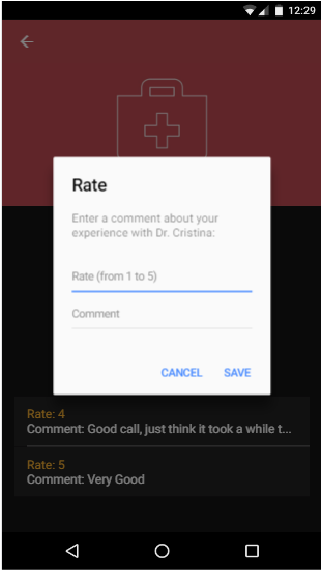 12:29
Rate
Enter a comment about your
experience with Dr. Cristina:
Rate (from 1 to 5)
Comment
CANCEL SAVE
Rate: 4
Comment: Good call, just think it took a while t...
Rate: 5
Comment: Very Good